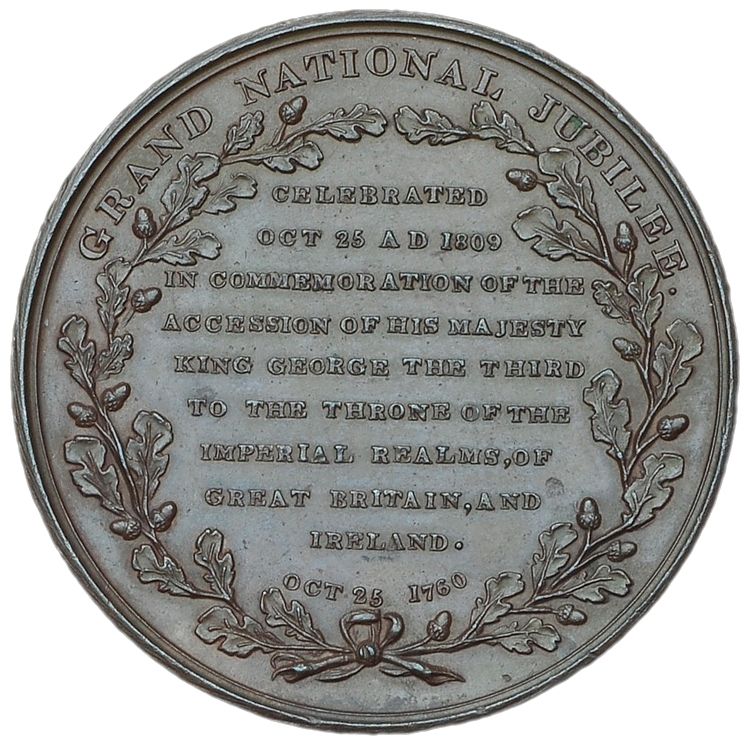 GRAND NATIONAL JUBILEE.
CELEBRATED
OCT 25 A D 1809
IN COMMEMORATION OF THE
ACCESSION OF HIS MAJESTY
KING GEORGE THE THIRD
TO THE THRONE OF THE
IMPERIAL REALMS, OF
GREAT BRITAIN, AND
IRELAND.
OCT 25 1760